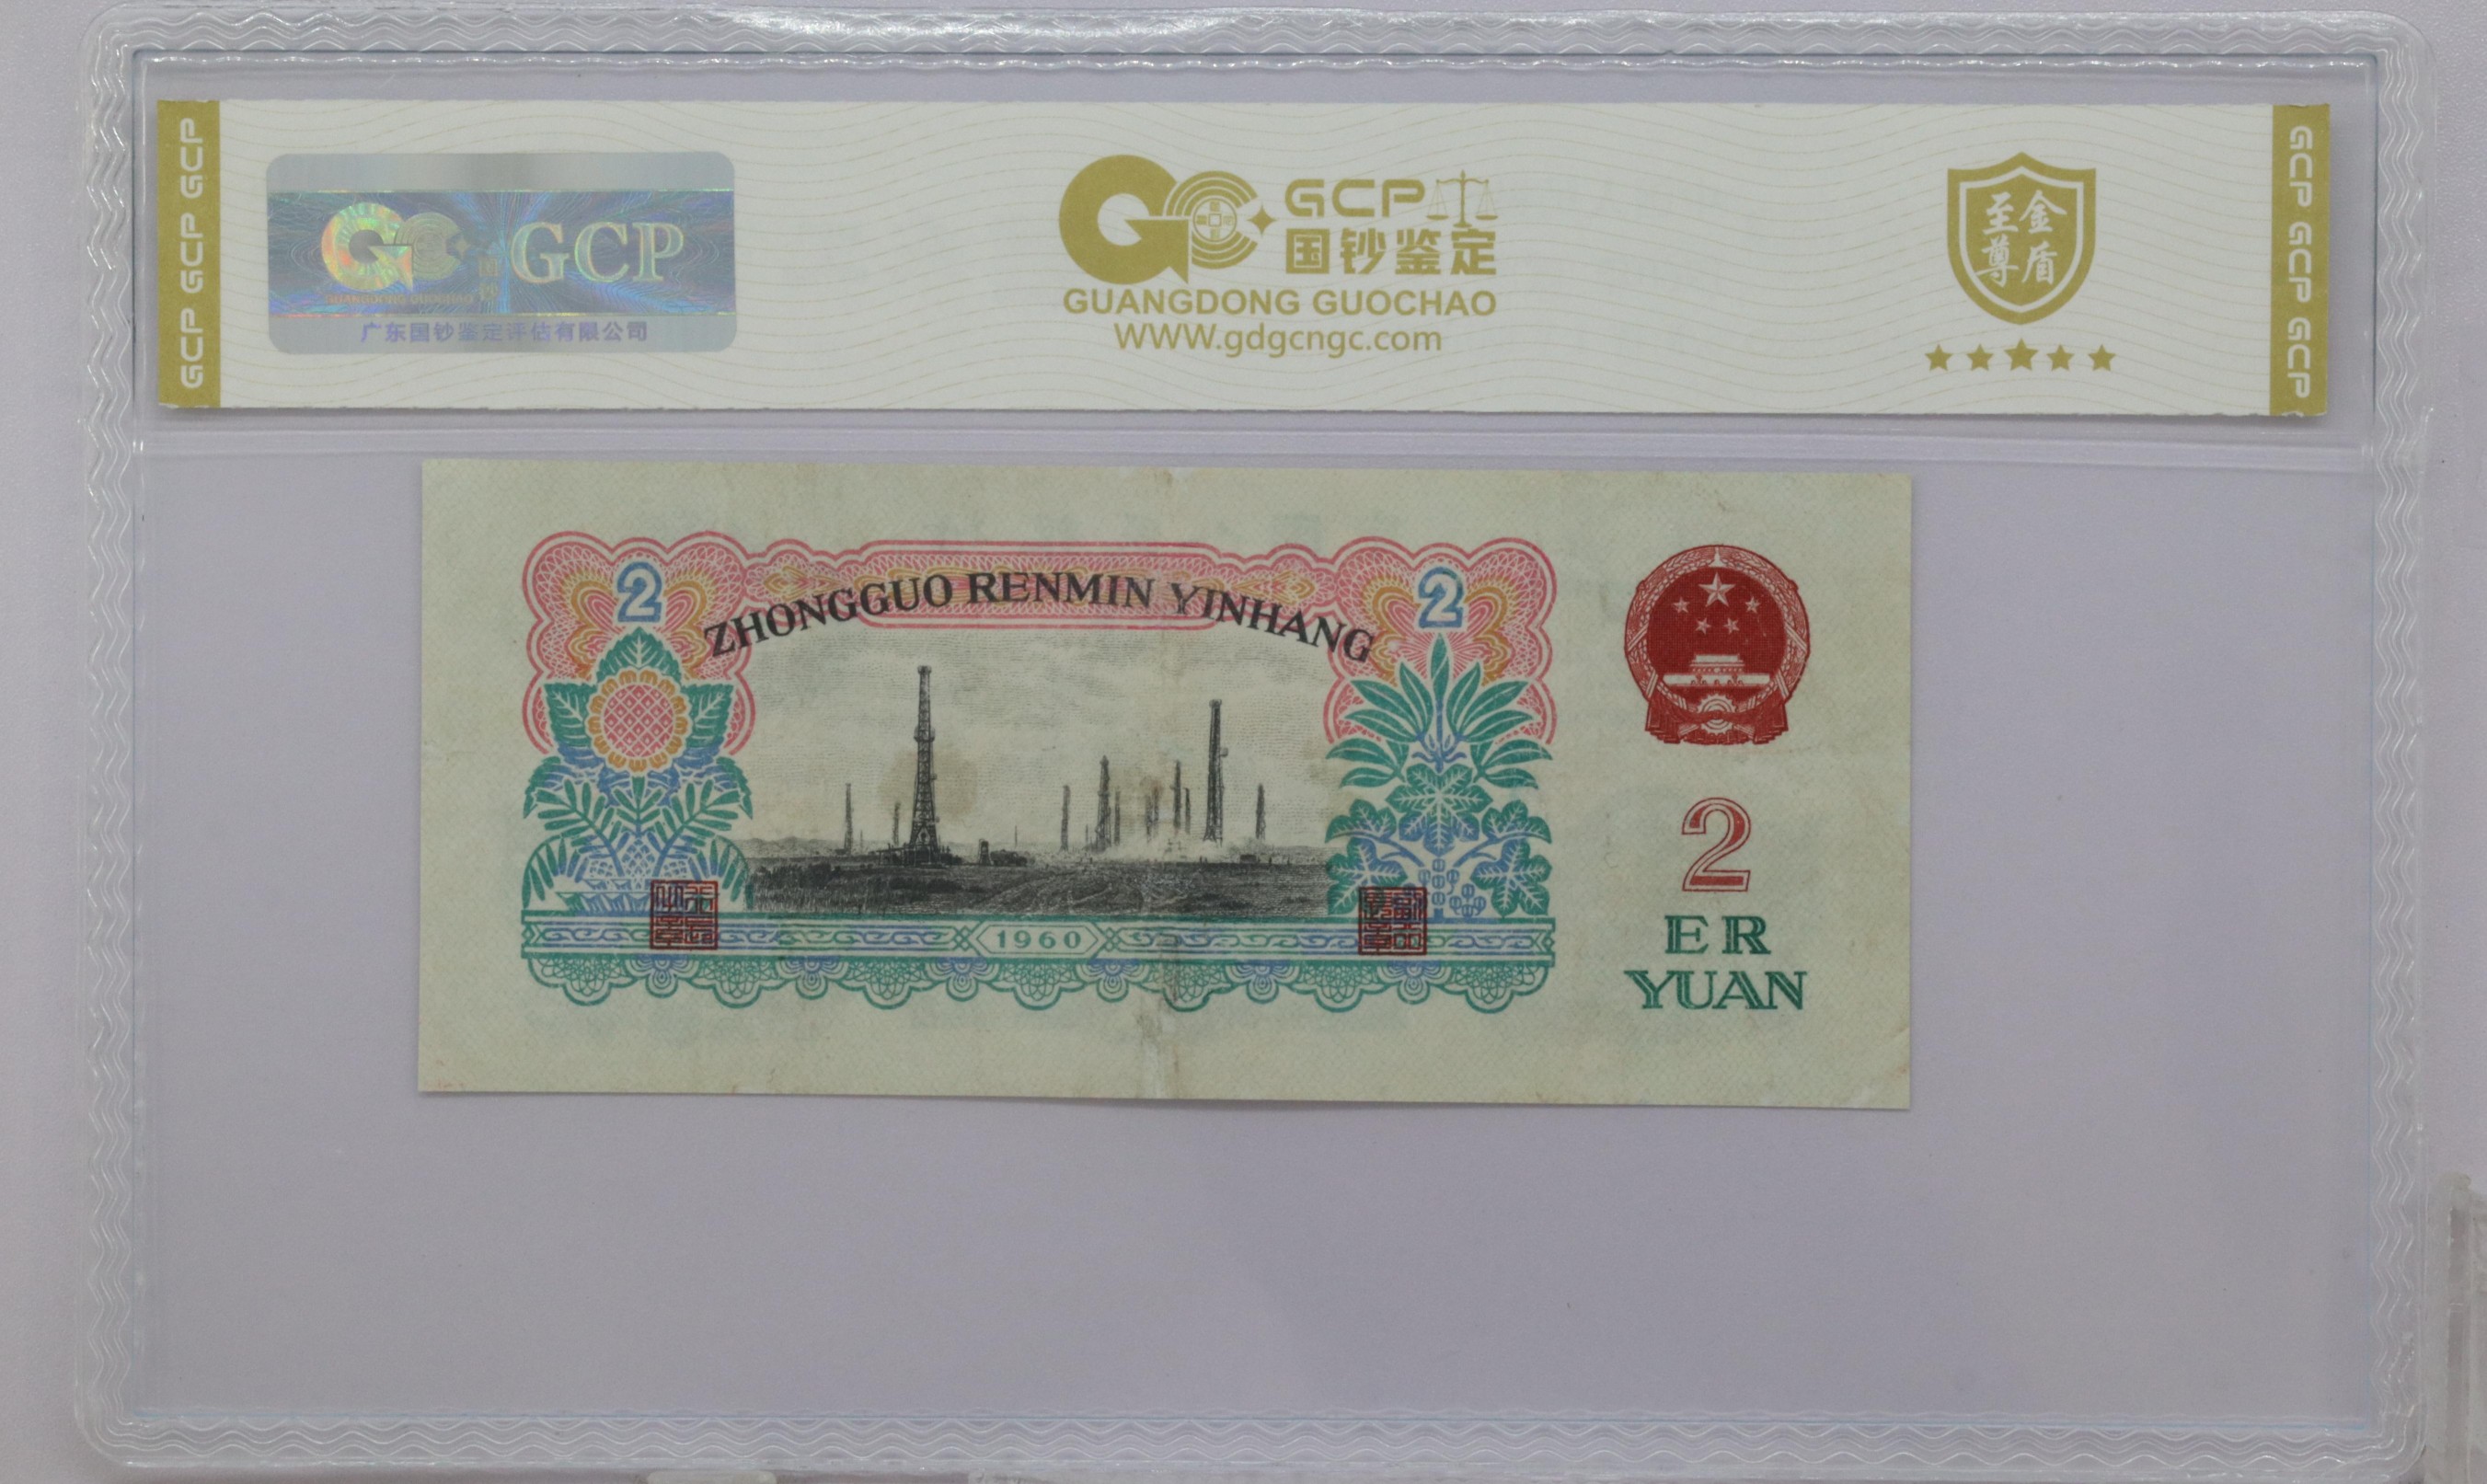 GCP GCP GCP
GCP
国钞
GUANGDONG GUOCHAO
广东国钞鉴定评估有限公司
GCP
国钞鉴定
GUANGDONG GUOCHAO
WWW.gdgcngc.com
至尊金盾
GCP GCP GCP
2
2
ZHONGGUO RENMIN YINHANG
1960
2
ER
YUAN